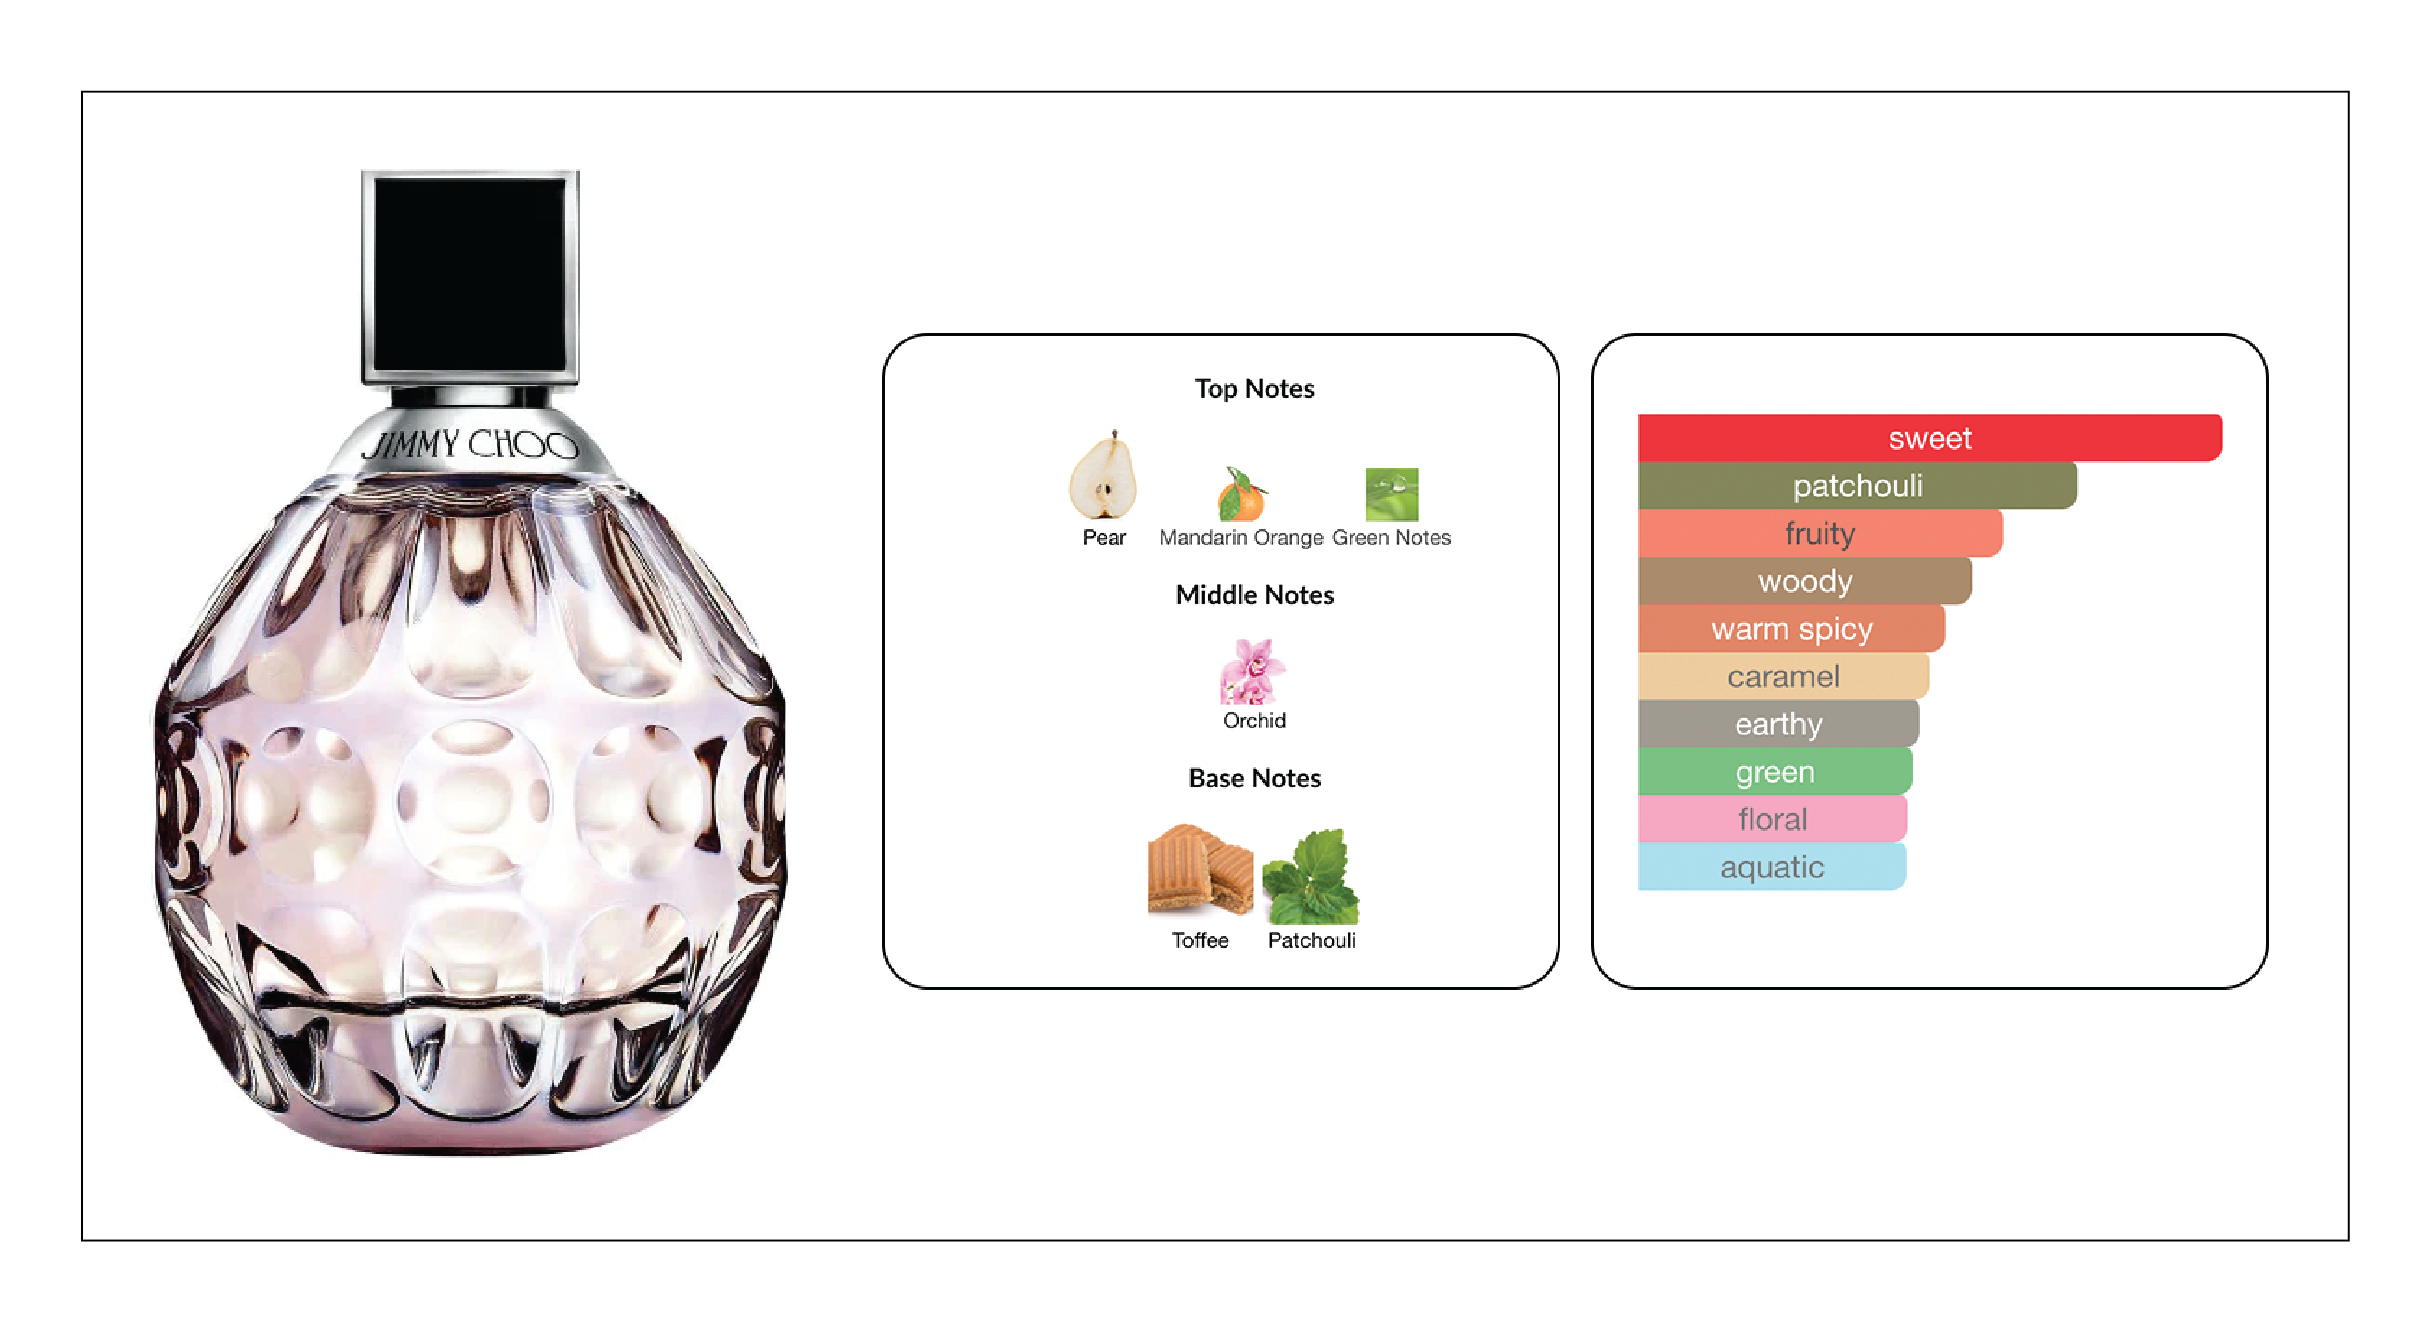 JIMMY CHOO
Top Notes
Pear Mandarin Orange Green Notes
Middle Notes
Orchid
Base Notes
Toffee Patchouli
sweet
patchouli
fruity
woody
warm spicy
caramel
earthy
green
floral
aquatic